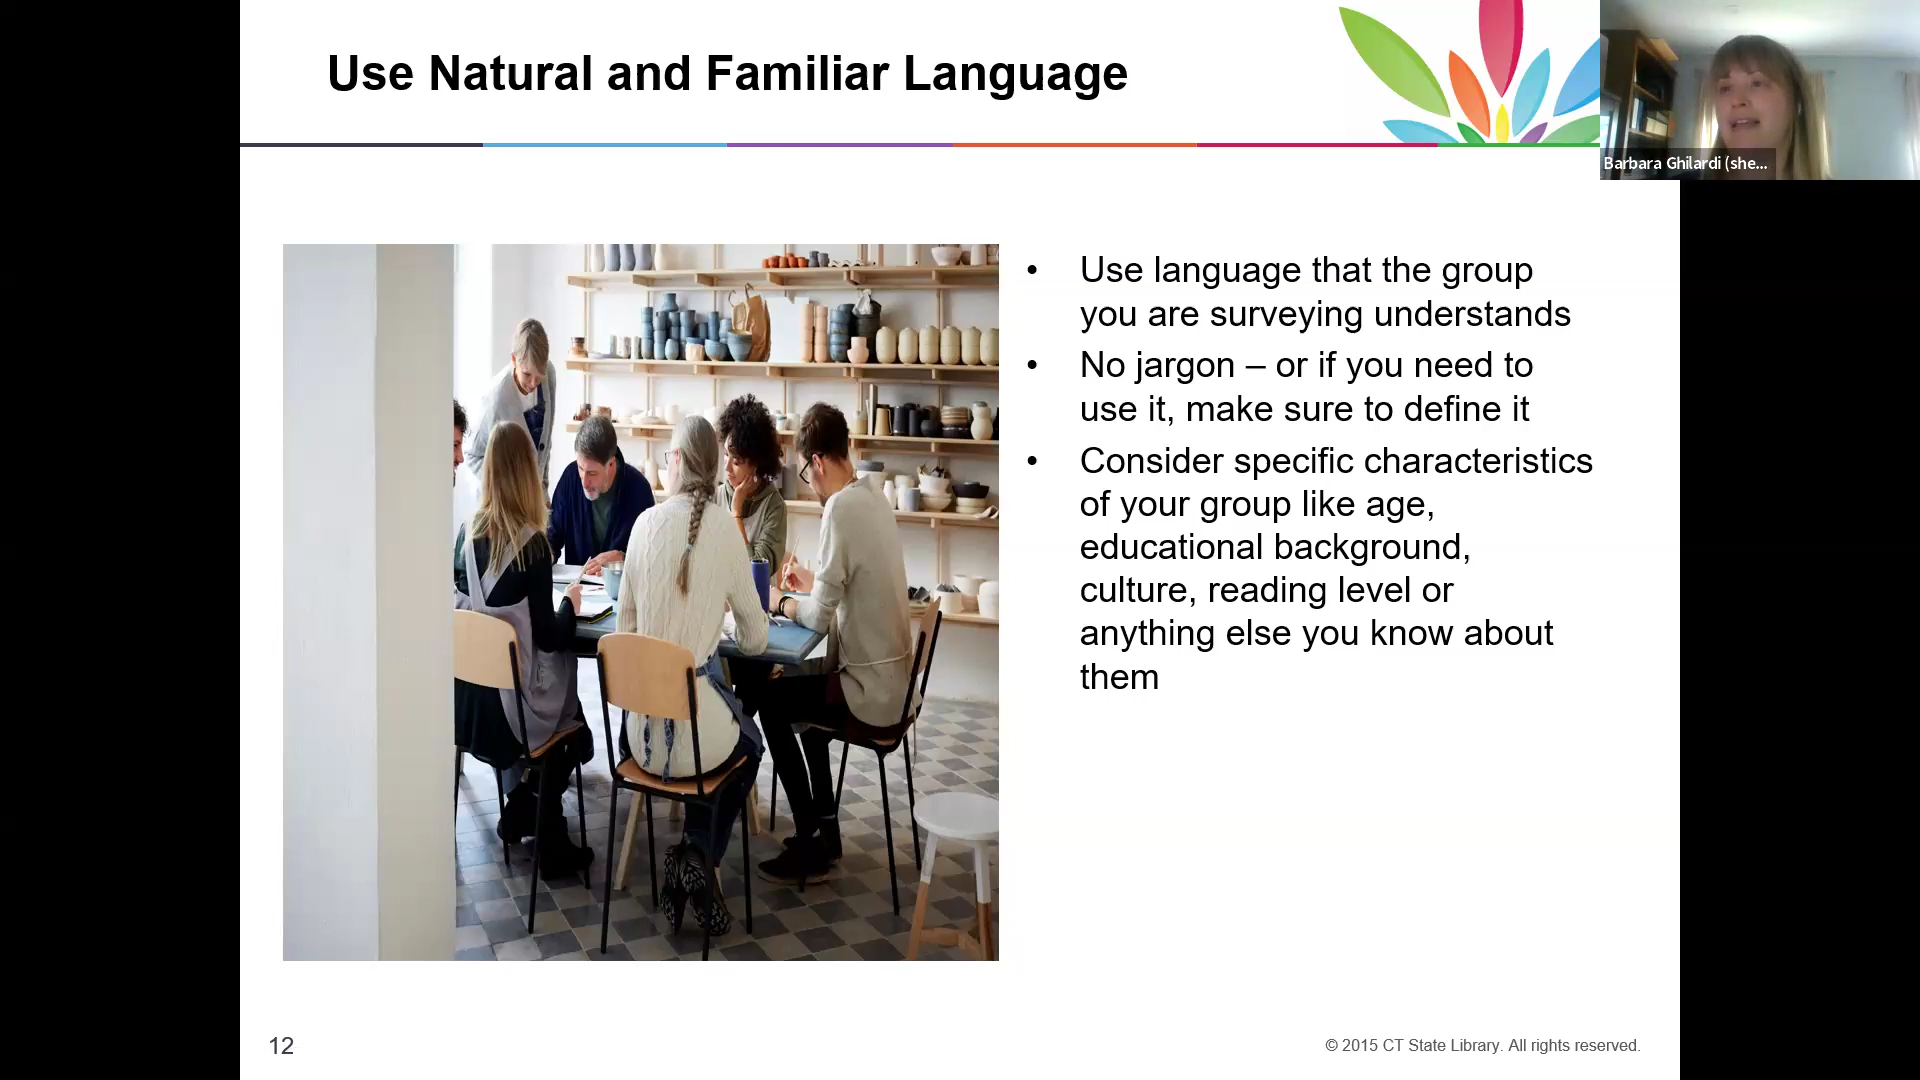 Use Natural and Familiar Language
Barbara Ghilardi (she...
• Use language that the group
you are surveying understands
• No jargon – or if you need to
use it, make sure to define it
• Consider specific characteristics
of your group like age,
educational background,
culture, reading level or
anything else you know about
them
12
© 2015 CT State Library. All rights reserved.